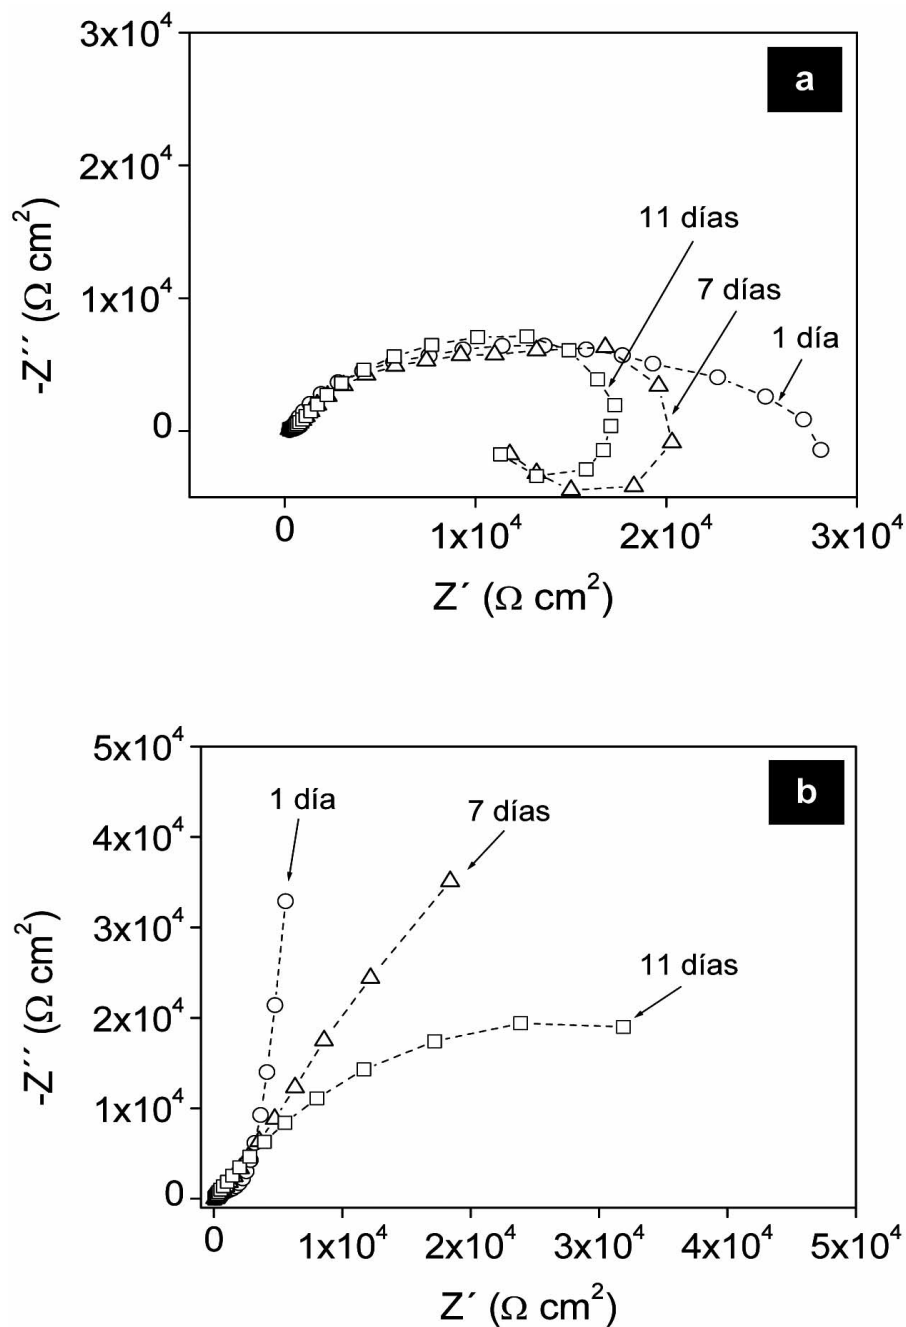 3x10⁴
a
2x10⁴
11 días
7 días
1x10⁴
1 día
-Z´´ (Ω cm²)
0
0
1x10⁴
2x10⁴
3x10⁴
Z´ (Ω cm²)
5x10⁴
b
1 día
7 días
4x10⁴
3x10⁴
11 días
2x10⁴
-Z´´ (Ω cm²)
1x10⁴
0
0
1x10⁴
2x10⁴
3x10⁴
4x10⁴
5x10⁴
Z´ (Ω cm²)